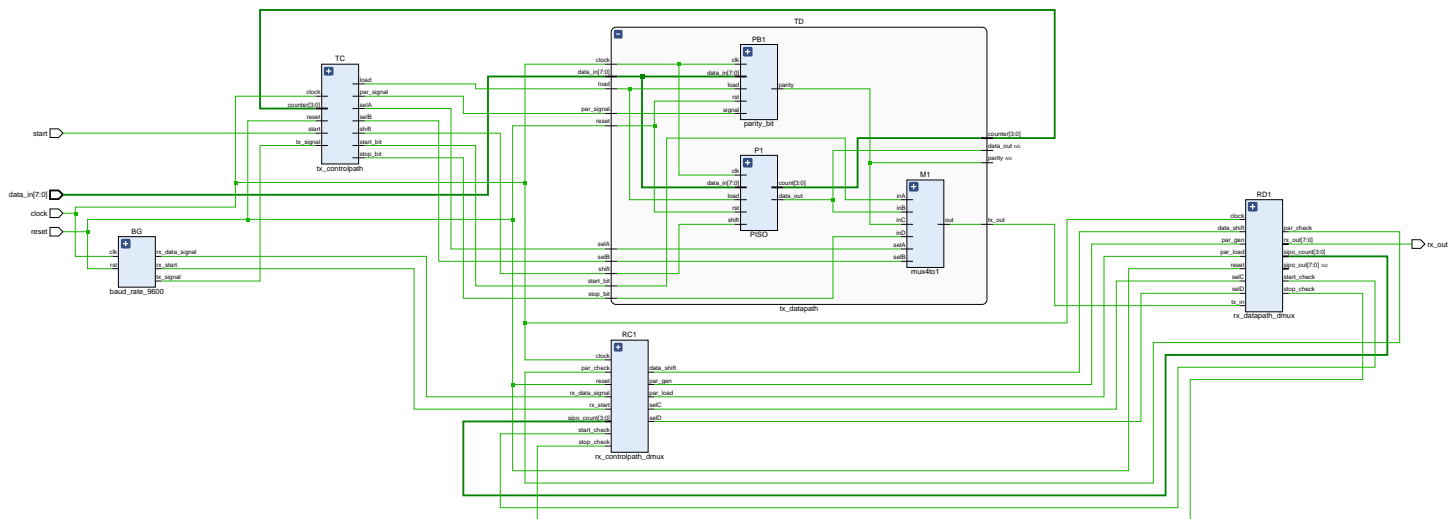 start
data_in[7:0]
clock
reset
BG
clk
rst
rx_data_signal
rx_start
tx_signal
baud_rate_9600
TC
clock
counter[3:0]
reset
start
tx_signal
load
par_signal
selA
selB
shift
start_bit
stop_bit
tx_controlpath
TD
clock
data_in[7:0]
load
par_signal
reset
selA
selB
shift
start_bit
stop_bit
PB1
clk
data_in[7:0]
load
rst
signal
parity
parity_bit
P1
clk
data_in[7:0]
load
rst
shift
count[3:0]
data_out
PISO
M1
inA
inB
inC
inD
selA
selB
out
mux4to1
counter[3:0]
data_out n/c
parity n/c
tx_out
tx_datapath
RC1
clock
par_check
reset
rx_data_signal
rx_start
sipo_count[3:0]
start_check
stop_check
data_shift
par_gen
par_load
selC
selD
rx_controlpath_dmux
RD1
clock
data_shift
par_gen
par_load
reset
selC
selD
tx_in
par_check
rx_out[7:0]
sipo_count[3:0]
sipo_out[7:0] n/c
start_check
stop_check
rx_datapath_dmux
rx_out